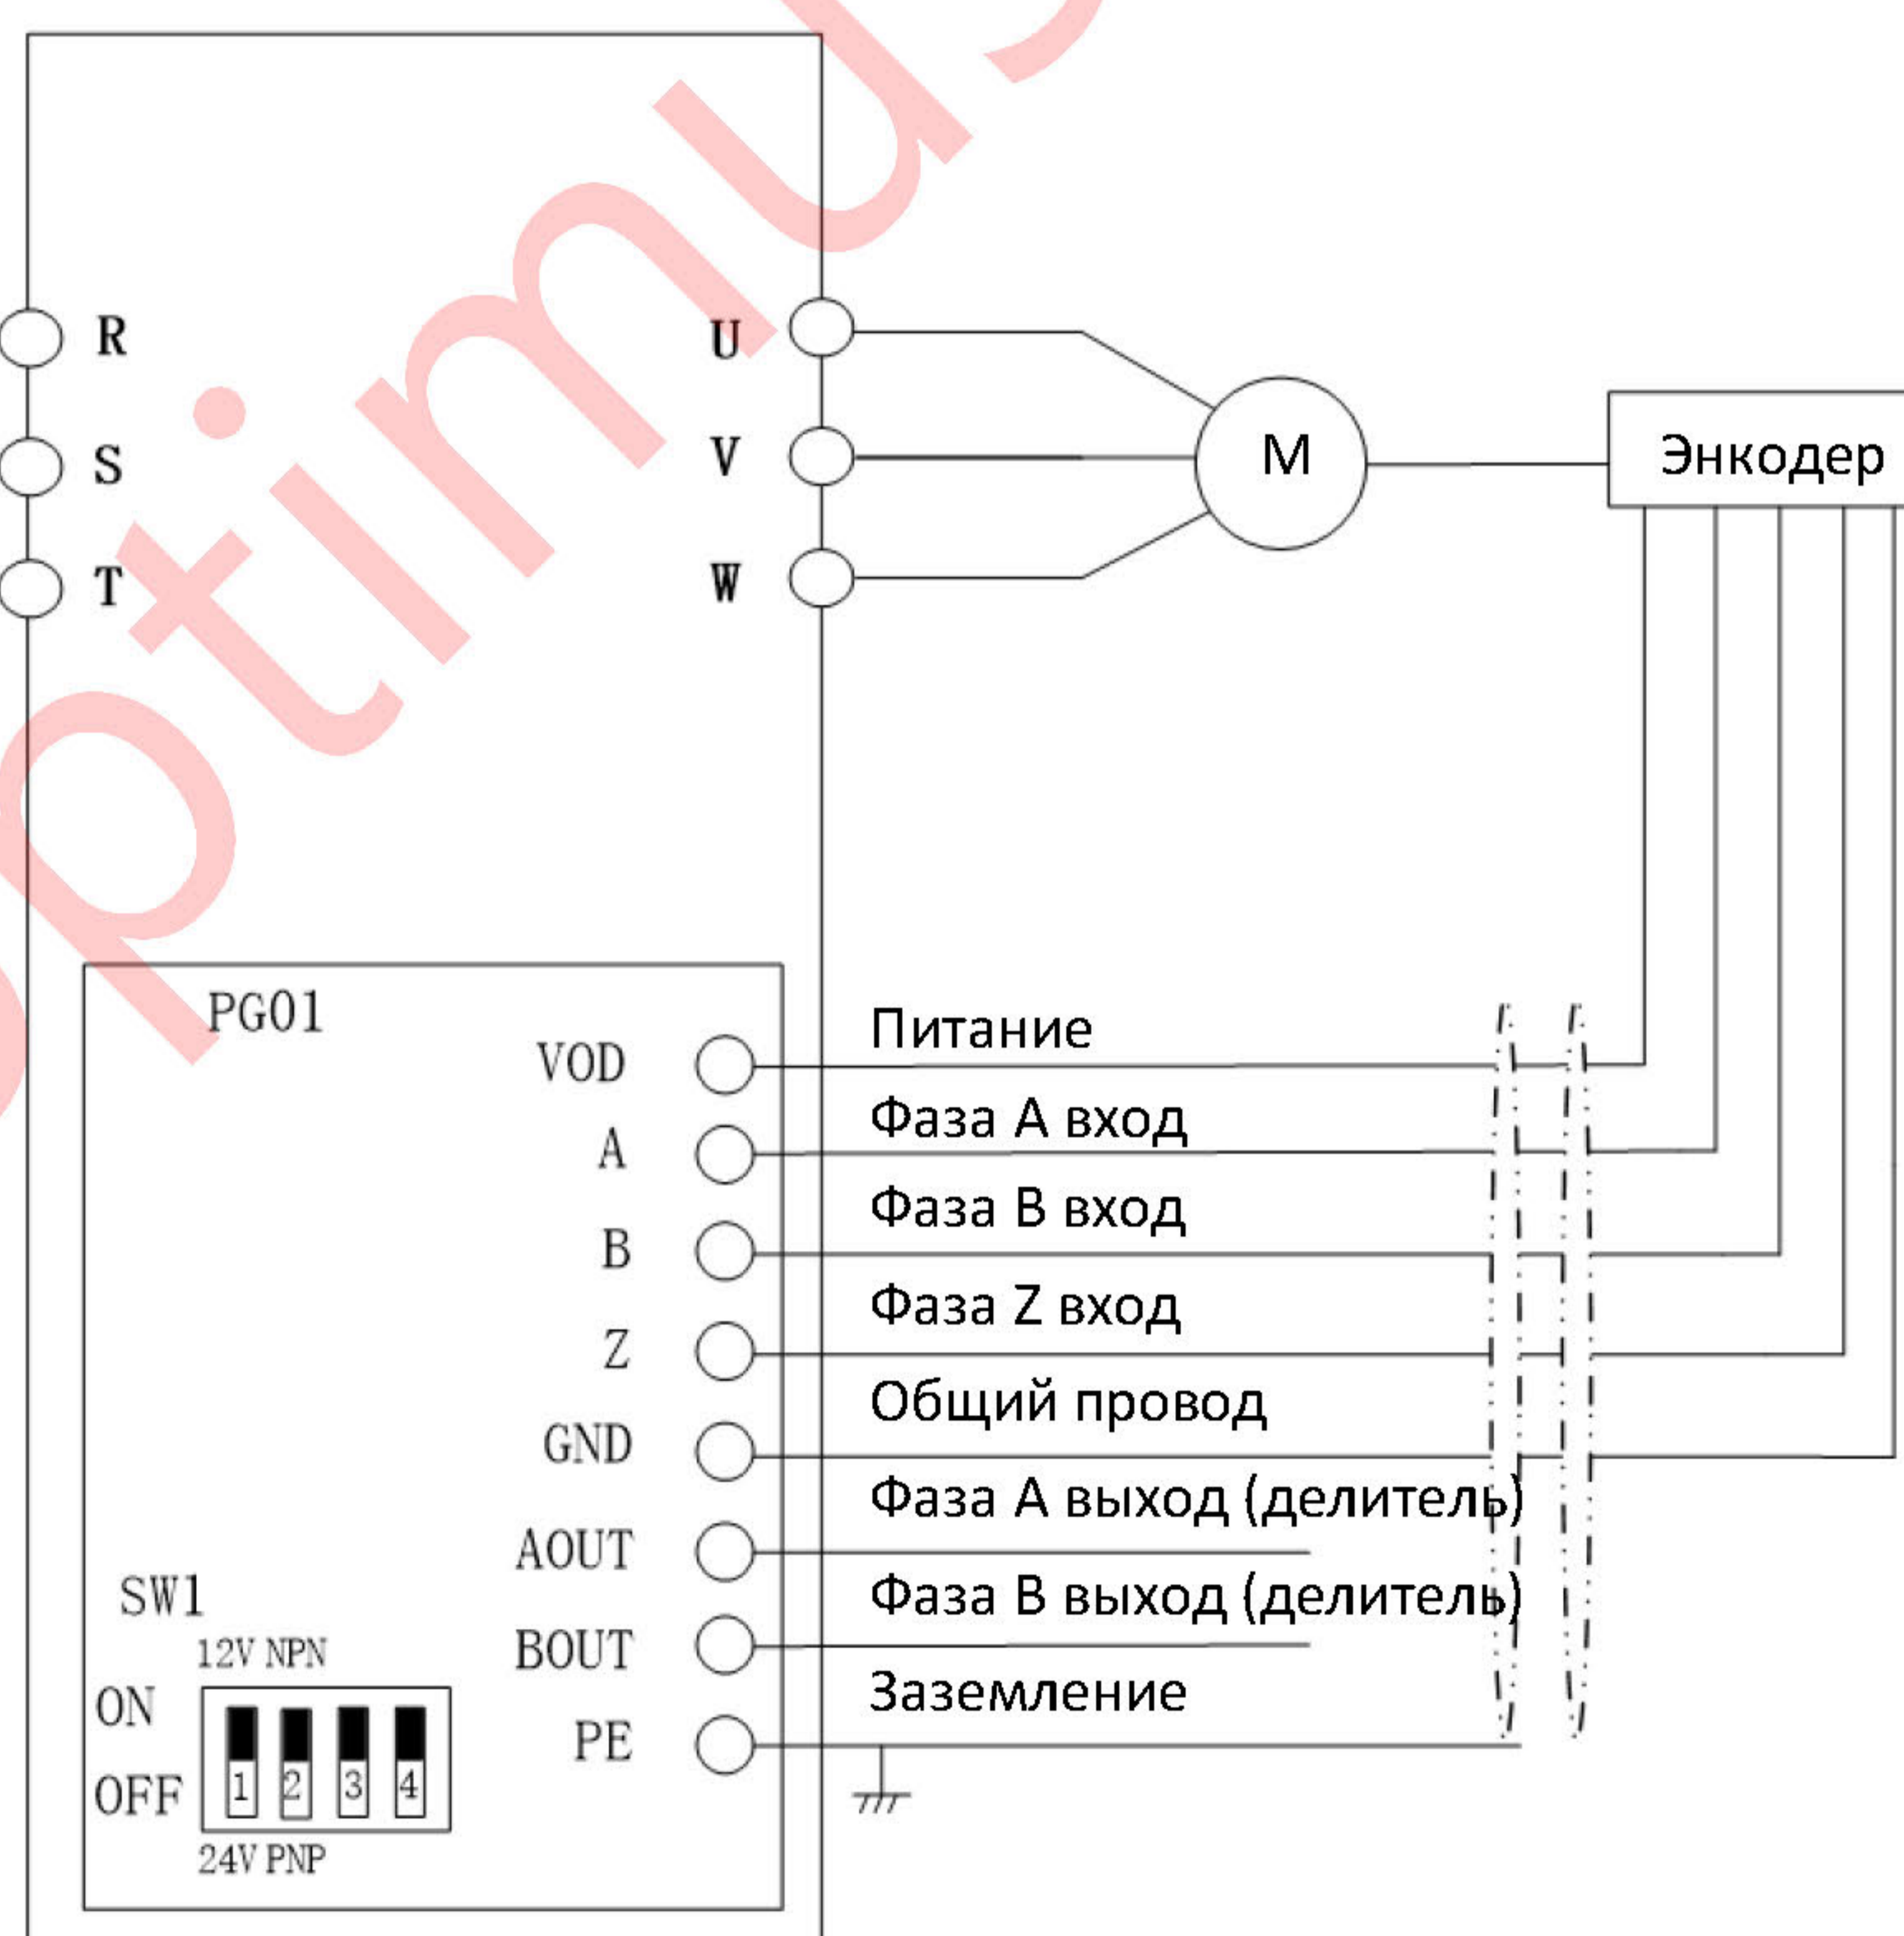 optimus
R
U
S
V
T
W
M
Энкодер
PG01
VOD
Питание
A
Фаза A вход
B
Фаза B вход
Z
Фаза Z вход
GND
Общий провод
AOUT
Фаза A выход (делитель)
BOUT
Фаза B выход (делитель)
PE
Заземление
SW1
12V NPN
ON
1 2 3 4
OFF
24V PNP